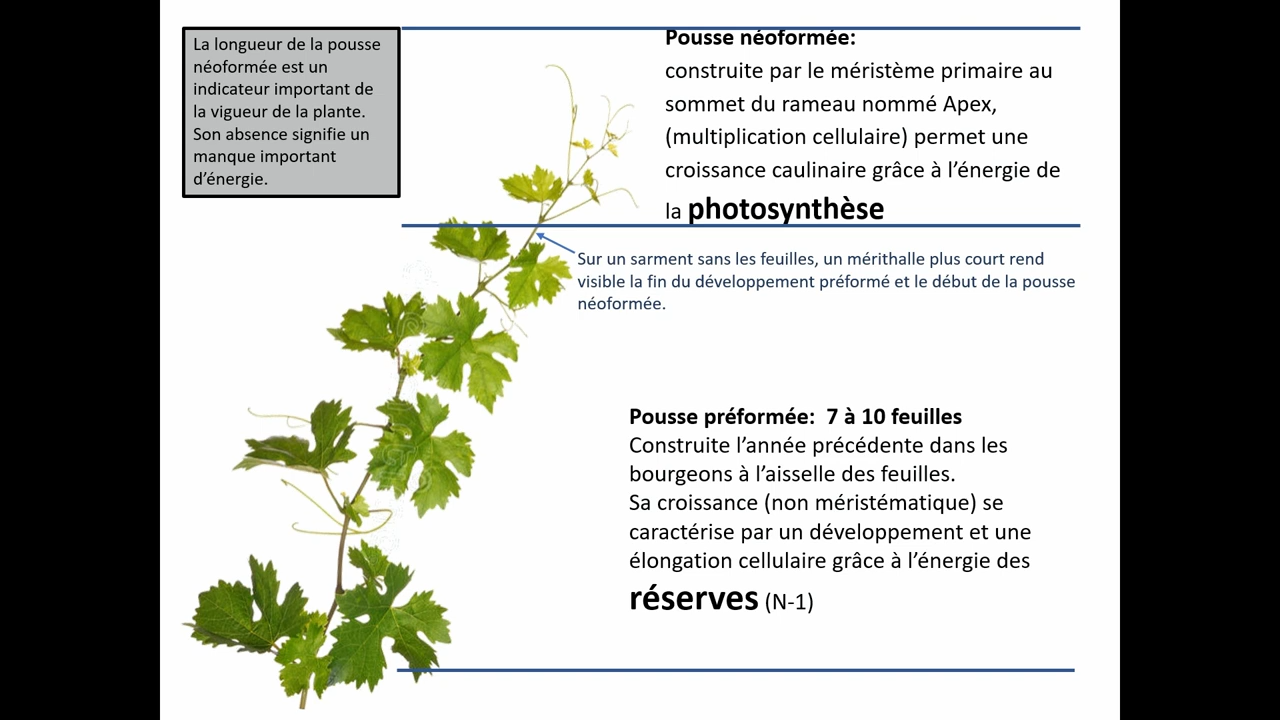 La longueur de la pousse
néoformée est un
indicateur important de
la vigueur de la plante.
Son absence signifie un
manque important
d’énergie.
Pousse néoformée:
construite par le méristème primaire au
sommet du rameau nommé Apex,
(multiplication cellulaire) permet une
croissance caulinaire grâce à l’énergie de
la photosynthèse
Sur un sarment sans les feuilles, un mérithalle plus court rend
visible la fin du développement préformé et le début de la pousse
néoformée.
Pousse préformée: 7 à 10 feuilles
Construite l’année précédente dans les
bourgeons à l’aisselle des feuilles.
Sa croissance (non méristématique) se
caractérise par un développement et une
élongation cellulaire grâce à l’énergie des
réserves (N-1)